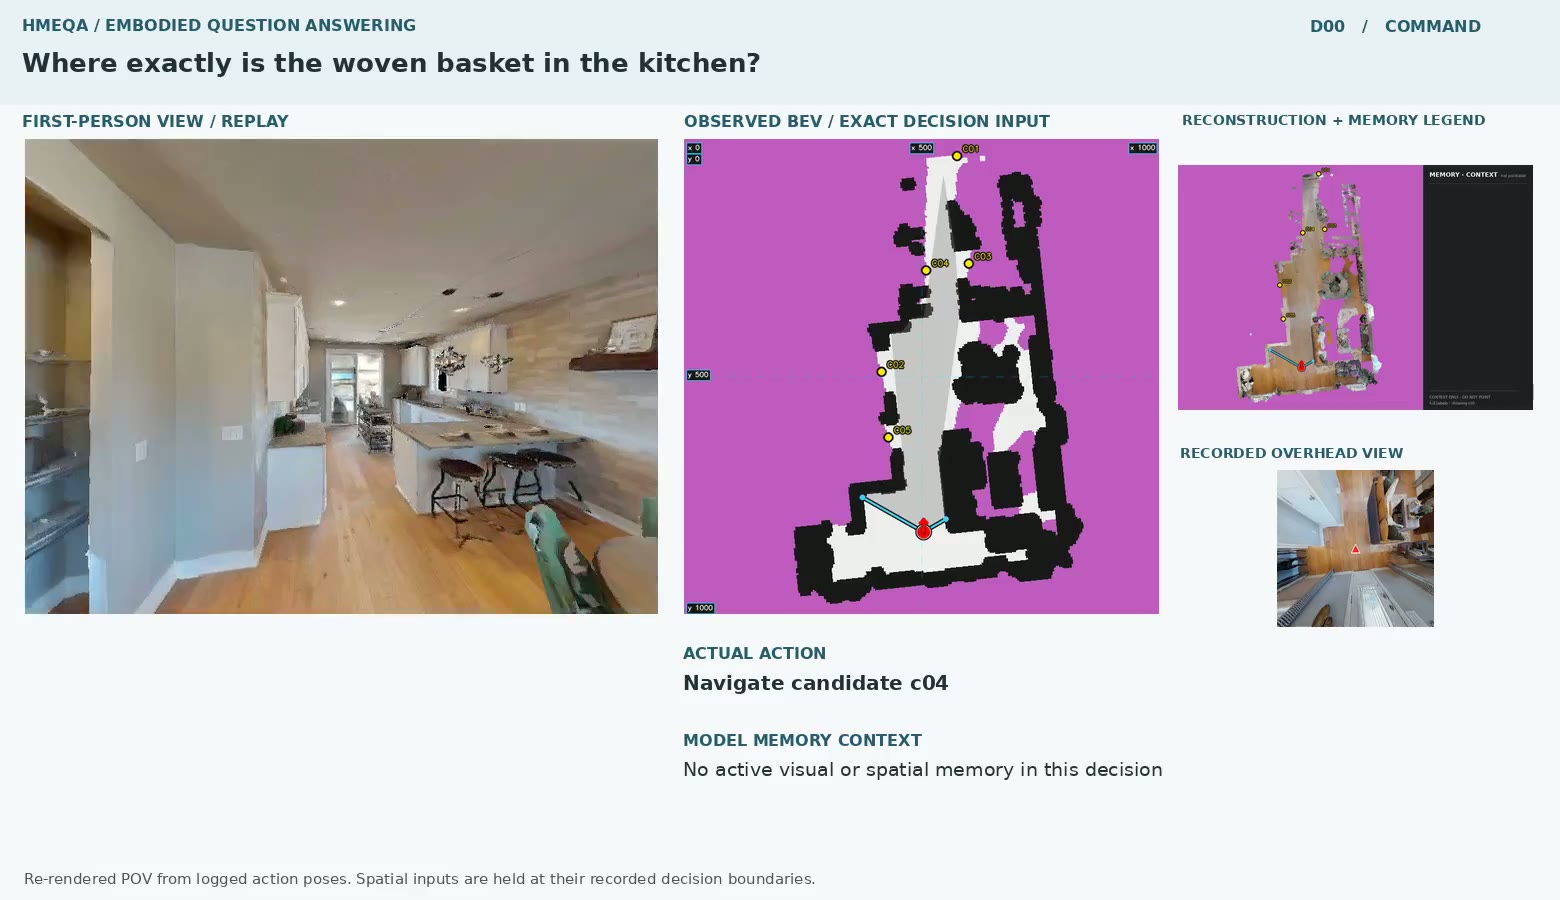 HMEQA / EMBODIED QUESTION ANSWERING
D00 / COMMAND
Where exactly is the woven basket in the kitchen?
FIRST-PERSON VIEW / REPLAY
OBSERVED BEV / EXACT DECISION INPUT
RECONSTRUCTION + MEMORY LEGEND
x 0
y 0
x 500
x 1000
y 500
y 1000
C01
C03
C04
C02
C05
MEMORY · CONTEXT
RECORDED OVERHEAD VIEW
ACTUAL ACTION
Navigate candidate c04
MODEL MEMORY CONTEXT
No active visual or spatial memory in this decision
Re-rendered POV from logged action poses. Spatial inputs are held at their recorded decision boundaries.